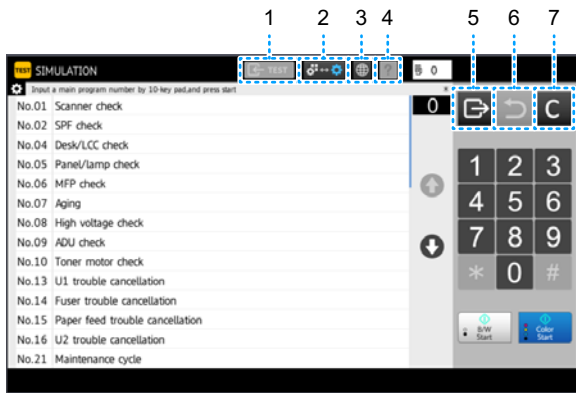 1 2 3 4 5 6 7
TEST SIMULATION TEST ? 0
Input a main program number by 10-key pad,and press start
0 C
No.01 Scanner check
No.02 SPF check
No.04 Desk/LCC check
No.05 Panel/lamp check
No.06 MFP check
No.07 Aging
No.08 High voltage check
No.09 ADU check
No.10 Toner motor check
No.13 U1 trouble cancellation
No.14 Fuser trouble cancellation
No.15 Paper feed trouble cancellation
No.16 U2 trouble cancellation
No.21 Maintenance cycle
1 2 3
4 5 6
7 8 9
* 0 #
B/W Start
Color Start